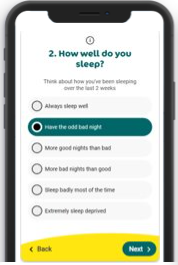 2. How well do you
sleep?
Think about how you've been sleeping
over the last 2 weeks
Always sleep well
Have the odd bad night
More good nights than bad
More bad nights than good
Sleep badly most of the time
Extremely sleep deprived
‹ Back
Next ›